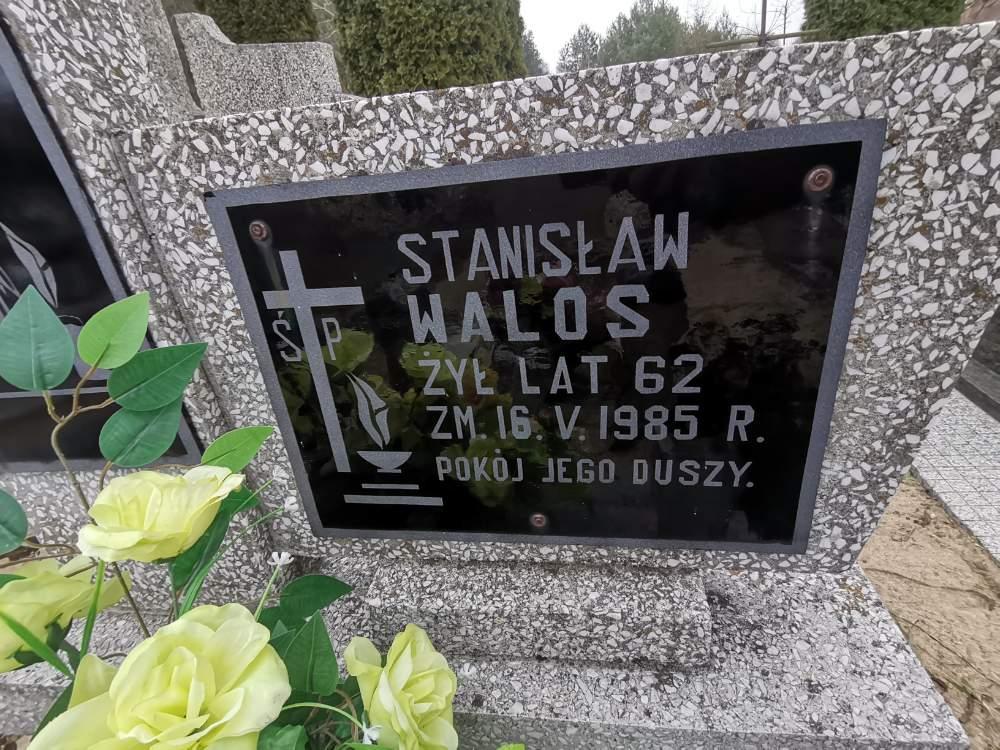 Ś P
STANISŁAW
WALOS
ŻYŁ LAT 62
ZM. 16. V. 1985 R.
POKÓJ JEGO DUSZY.